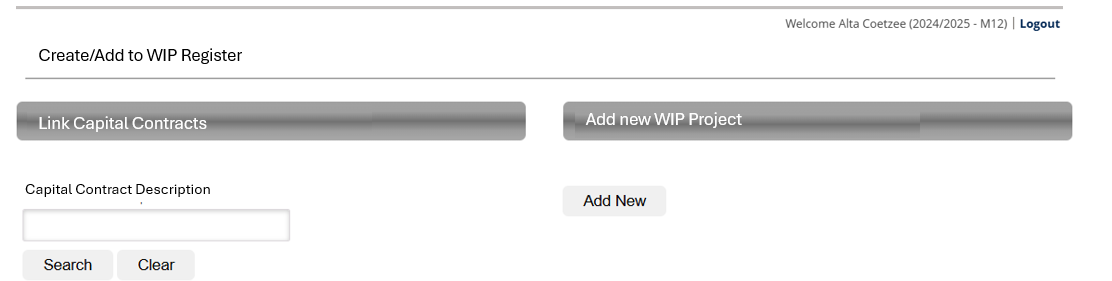 Welcome Alta Coetzee (2024/2025 - M12) | Logout
Create/Add to WIP Register
Link Capital Contracts
Add new WIP Project
Capital Contract Description
Add New
Search
Clear